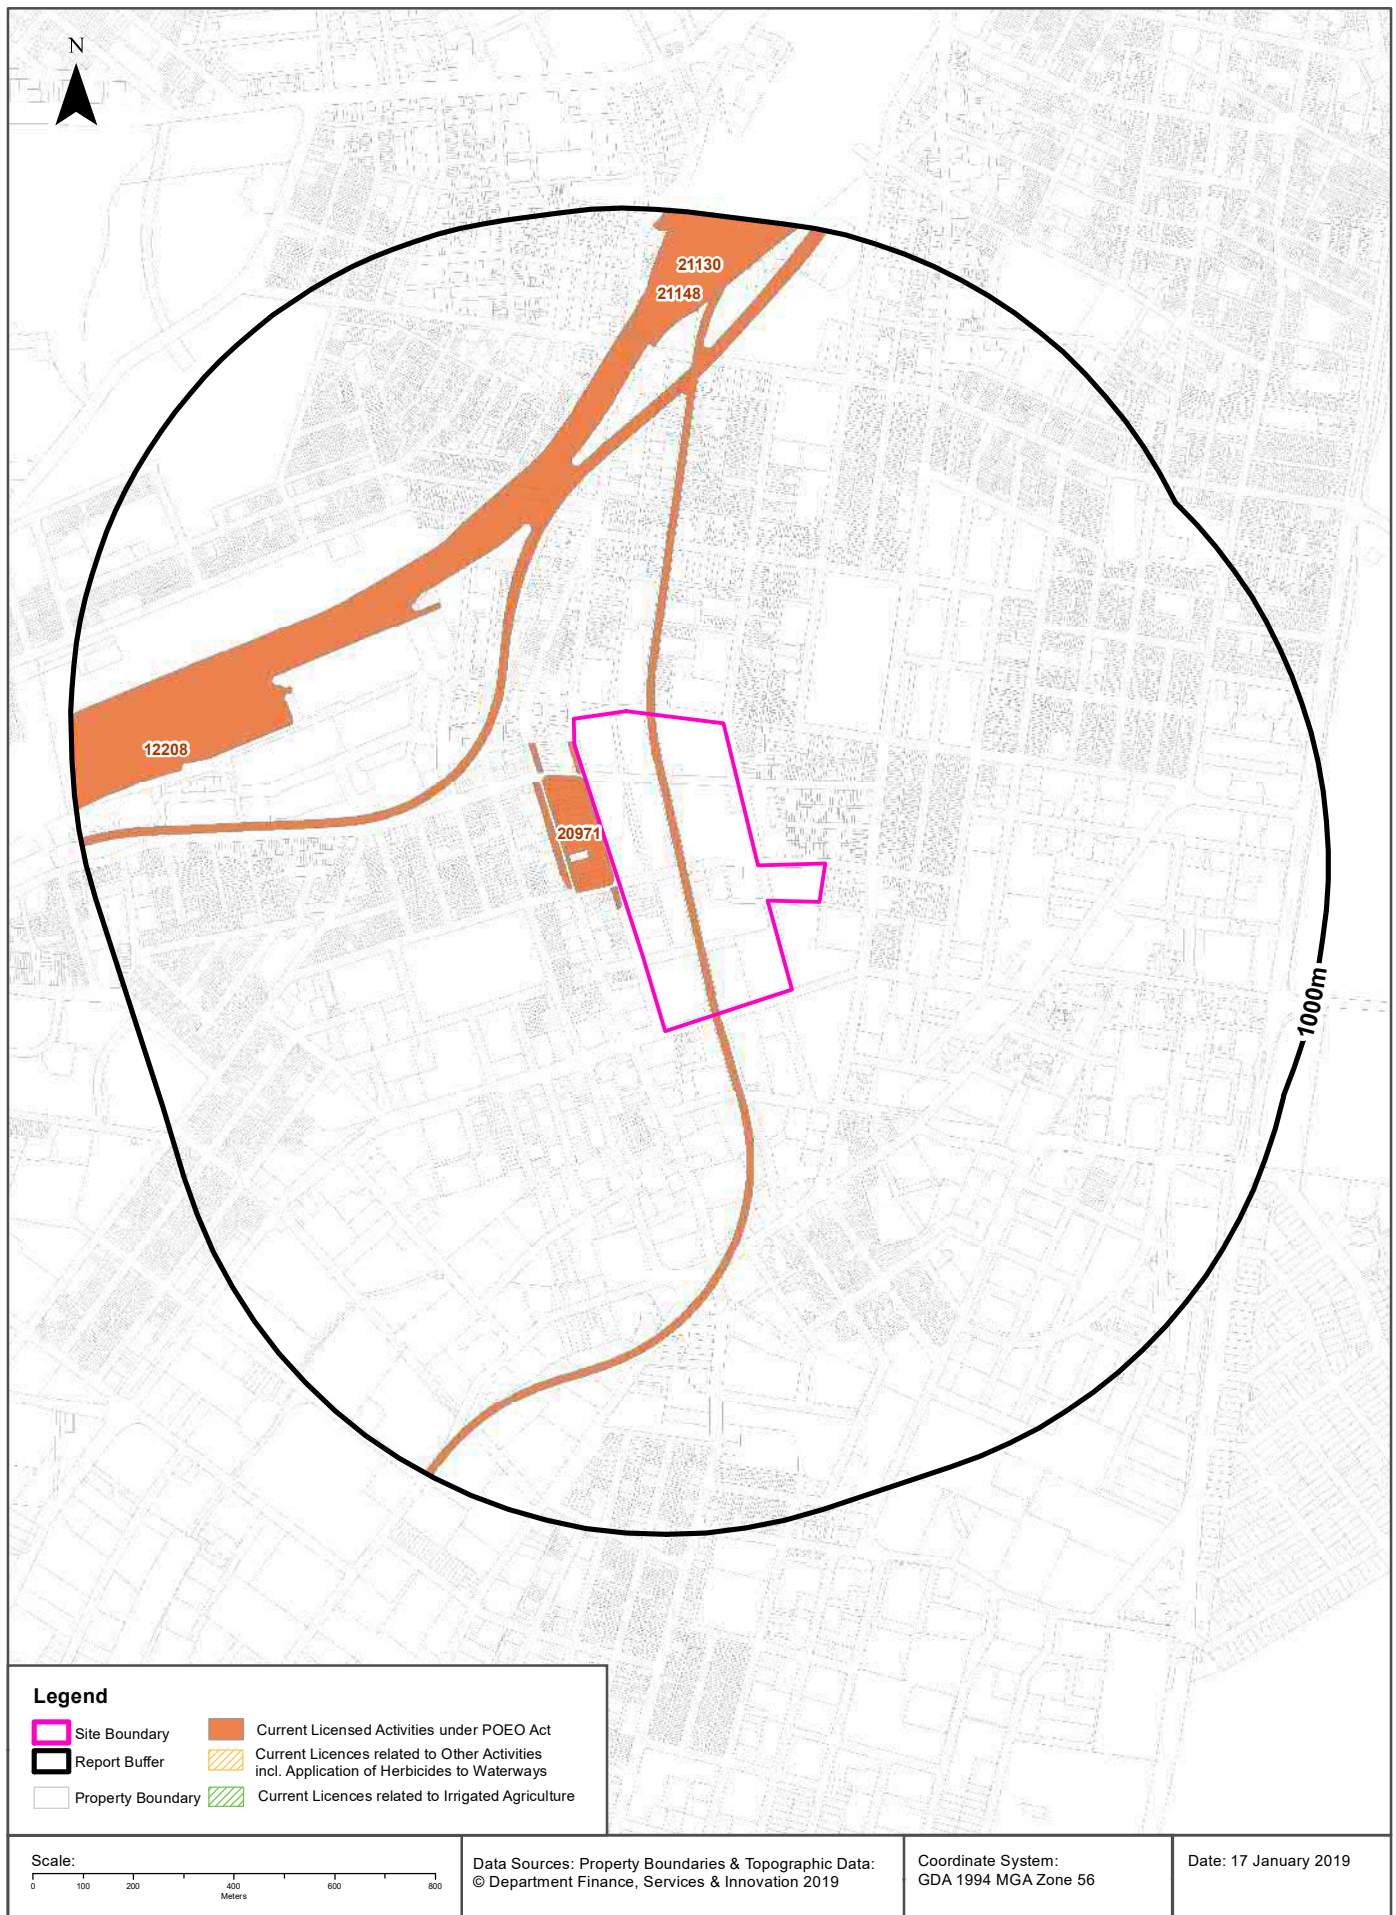 N
21130
21148
12208
20971
1000m
Legend
Site Boundary
Report Buffer
Property Boundary
Current Licensed Activities under POEO Act
Current Licences related to Other Activities
incl. Application of Herbicides to Waterways
Current Licences related to Irrigated Agriculture
Scale:
0 100 200 400 600 800
Meters
Data Sources: Property Boundaries & Topographic Data:
© Department Finance, Services & Innovation 2019
Coordinate System:
GDA 1994 MGA Zone 56
Date: 17 January 2019